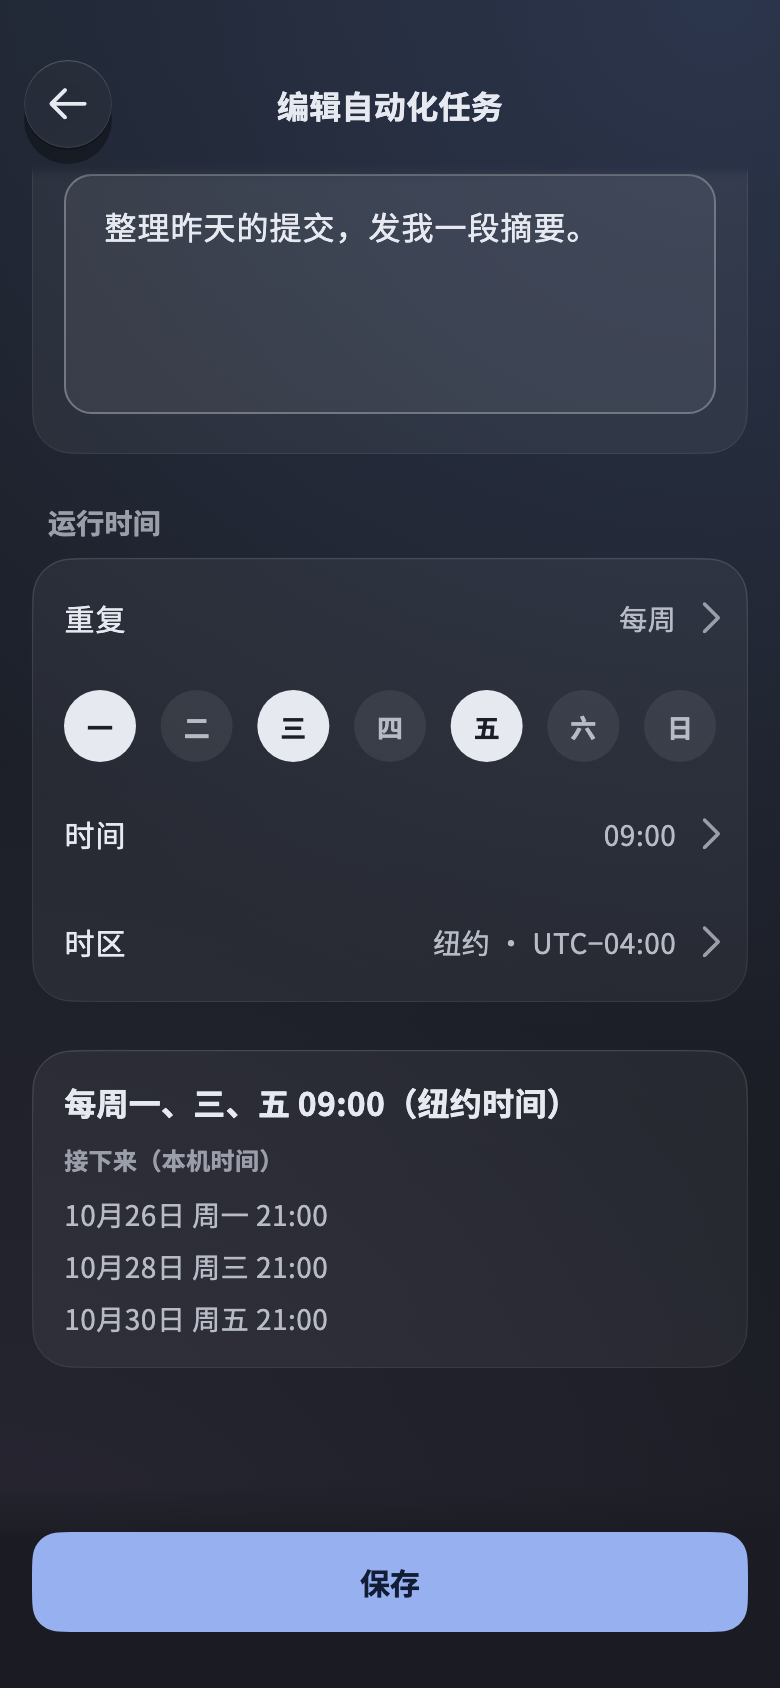 编辑自动化任务
整理昨天的提交，发我一段摘要。
运行时间
重复 每周
一 二 三 四 五 六 日
时间 09:00
时区 纽约 · UTC−04:00
每周一、三、五 09:00（纽约时间）
接下来（本机时间）
10月26日 周一 21:00
10月28日 周三 21:00
10月30日 周五 21:00
保存